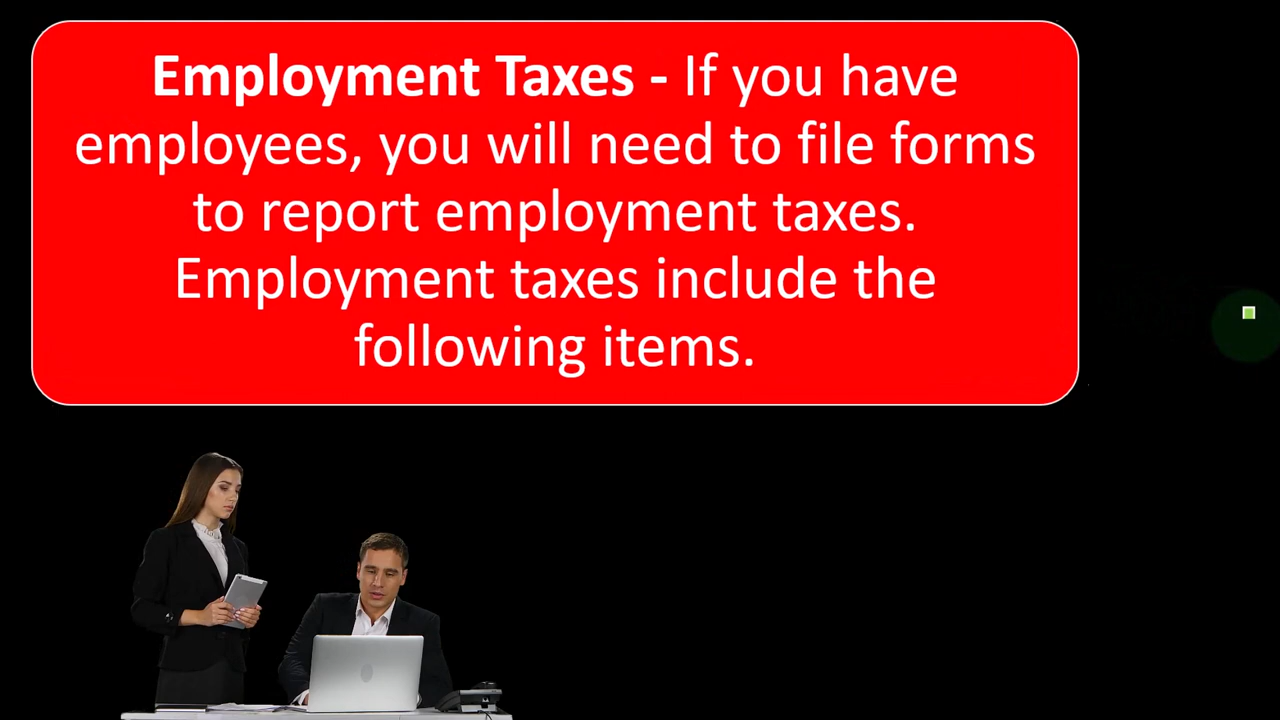 Employment Taxes - If you have
employees, you will need to file forms
to report employment taxes.
Employment taxes include the
following items.